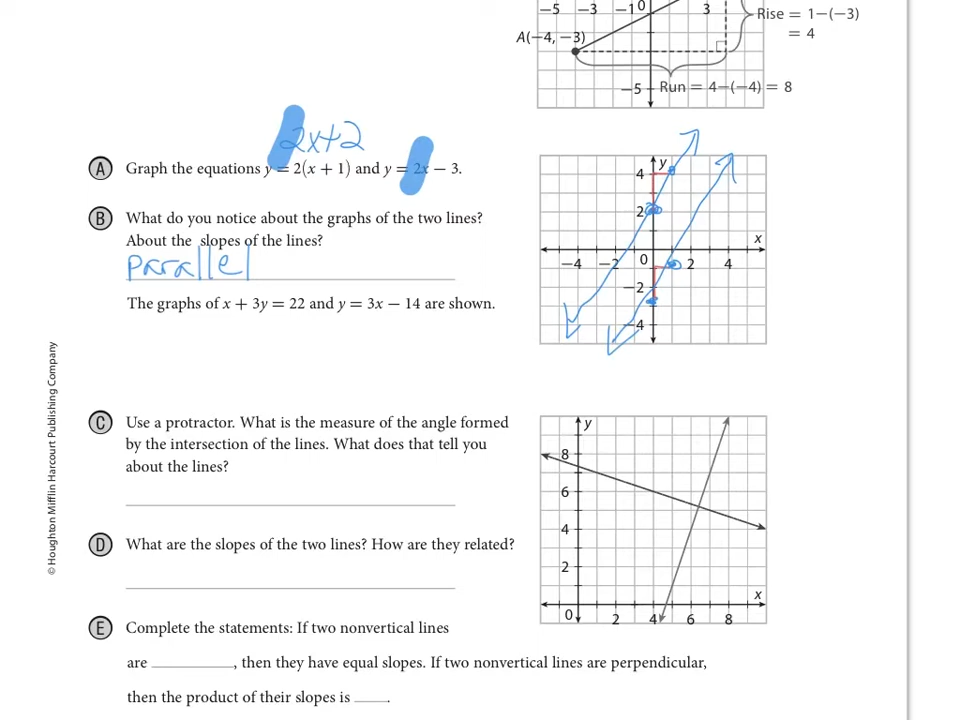 −5 −3 −1 0 3
Rise = 1−(−3)
= 4
A(−4, −3)
−5 Run = 4−(−4) = 8
2x+2
A Graph the equations y = 2(x + 1) and y = 2x − 3.
B What do you notice about the graphs of the two lines?
About the slopes of the lines?
parallel
The graphs of x + 3y = 22 and y = 3x − 14 are shown.
y
4
2
x
−4 −2 0 2 4
−2
−4
C Use a protractor. What is the measure of the angle formed
by the intersection of the lines. What does that tell you
about the lines?
y
8
6
4
2
x
0 2 4 6 8
D What are the slopes of the two lines? How are they related?
E Complete the statements: If two nonvertical lines
are ________, then they have equal slopes. If two nonvertical lines are perpendicular,
then the product of their slopes is ____.
© Houghton Mifflin Harcourt Publishing Company